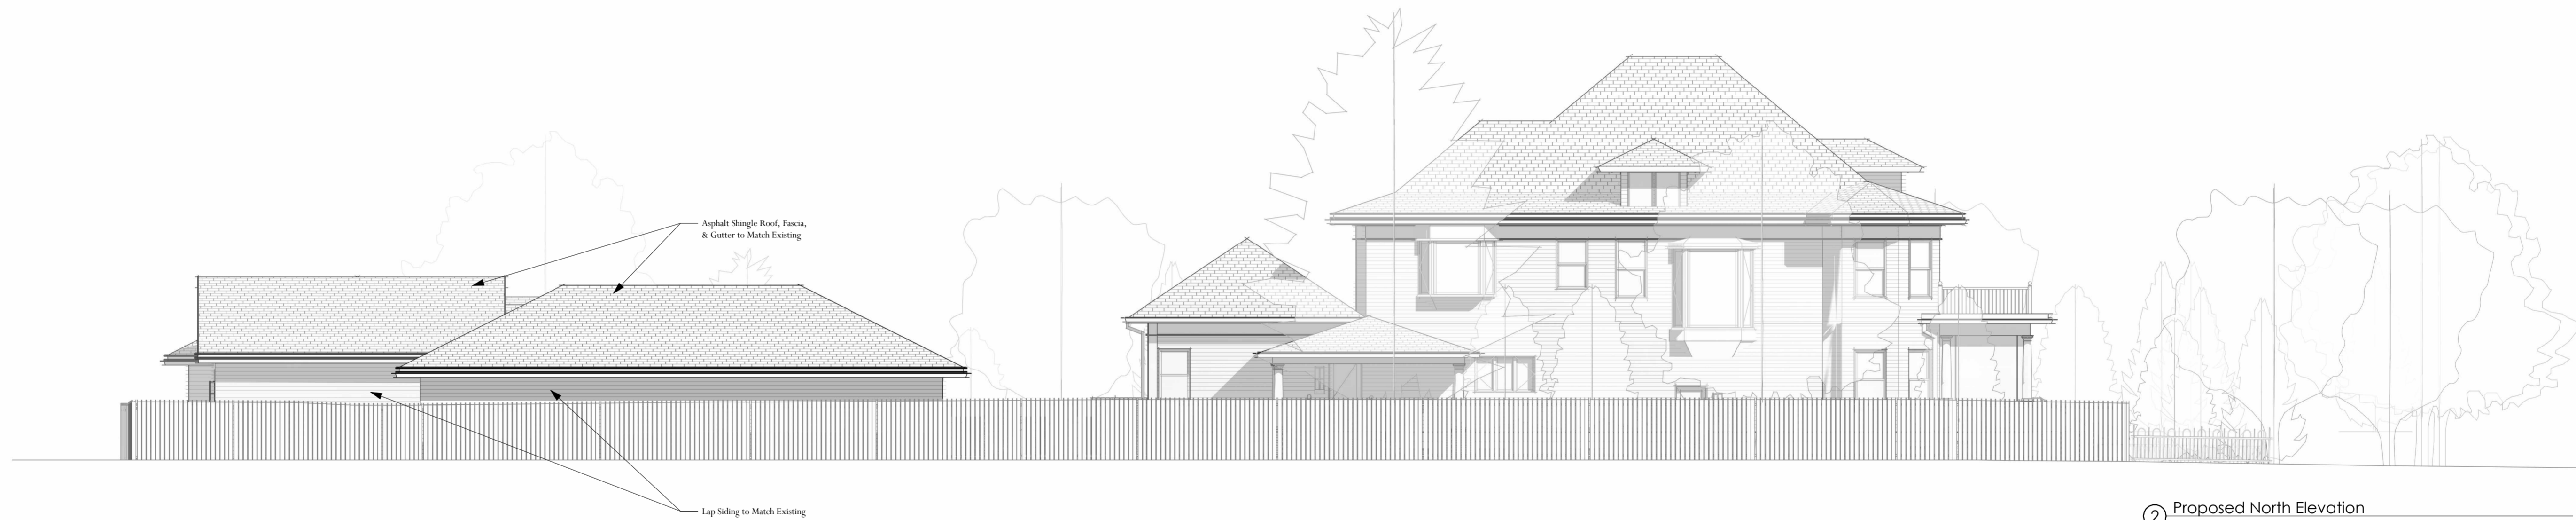 Asphalt Shingle Roof, Fascia,
& Gutter to Match Existing
Lap Siding to Match Existing
2 Proposed North Elevation